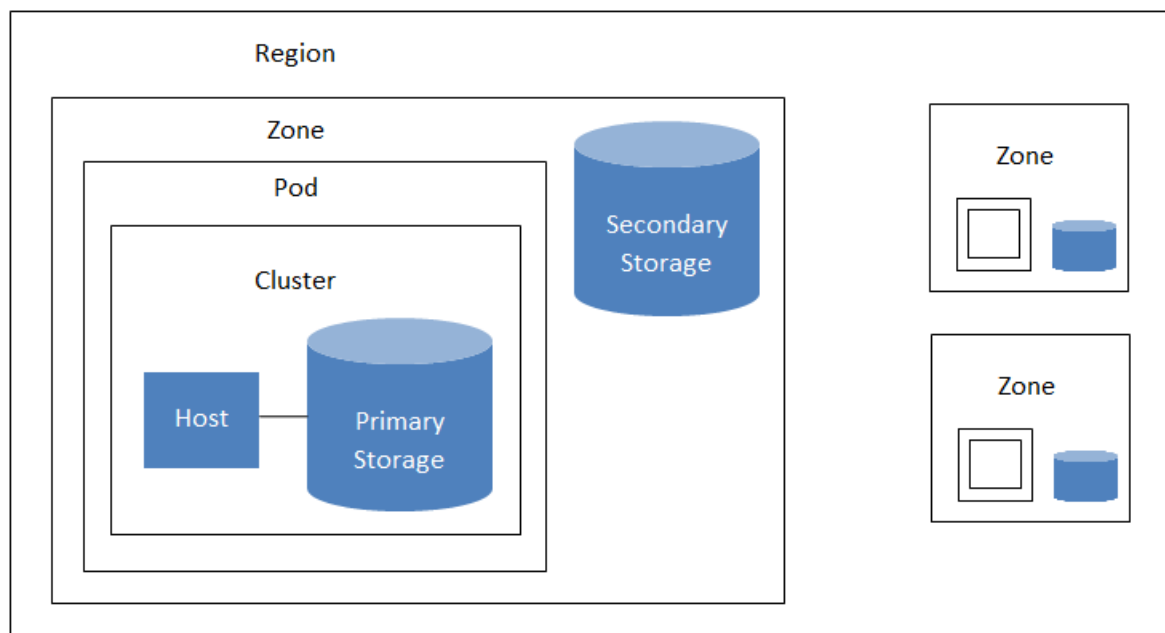 Region
Zone
Pod
Cluster
Host
Primary
Storage
Secondary
Storage
Zone
Zone